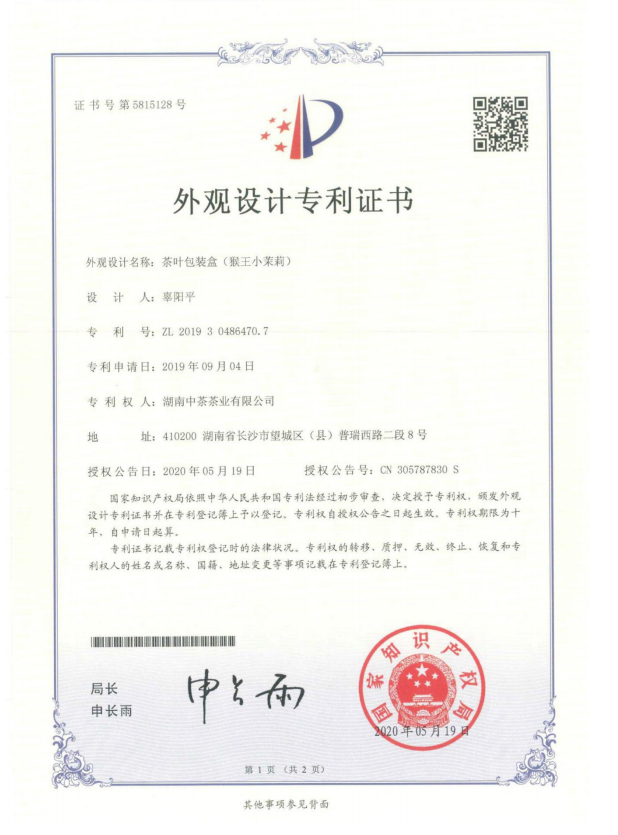 证书号第5815128号
外观设计专利证书
外观设计名称：茶叶包装盒（猴王小茉莉）
设计人：辜阳平
专利号：ZL 2019 3 0486470.7
专利申请日：2019年09月04日
专利权人：湖南中茶茶业有限公司
地址：410200 湖南省长沙市望城区（县）普瑞西路二段8号
授权公告日：2020年05月19日 授权公告号：CN 305787830 S
国家知识产权局依照中华人民共和国专利法经过初步审查，决定授予专利权，颁发外观
设计专利证书并在专利登记簿上予以登记。专利权自授权公告之日起生效。专利权期限为十
年，自申请日起算。
专利证书记载专利权登记时的法律状况。专利权的转移、质押、无效、终止、恢复和专
利权人的姓名或名称、国籍、地址变更等事项记载在专利登记簿上。
局长
申长雨
申长雨
国家知识产权局
2020年05月19日
第1页（共2页）
其他事项参见背面